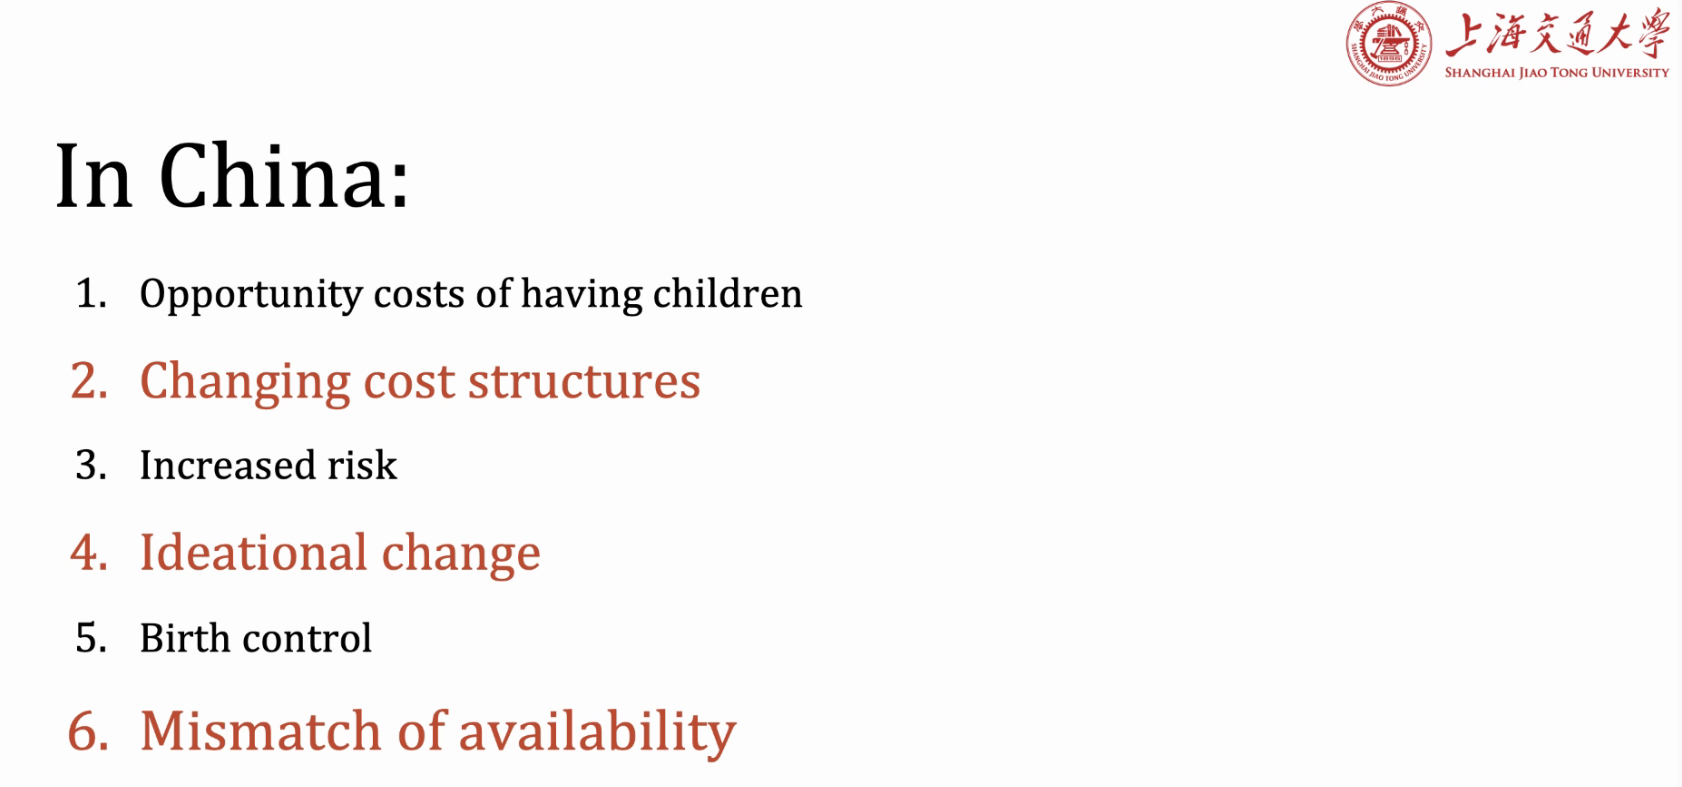 上海交通大學
SHANGHAI JIAO TONG UNIVERSITY
In China:
1. Opportunity costs of having children
2. Changing cost structures
3. Increased risk
4. Ideational change
5. Birth control
6. Mismatch of availability